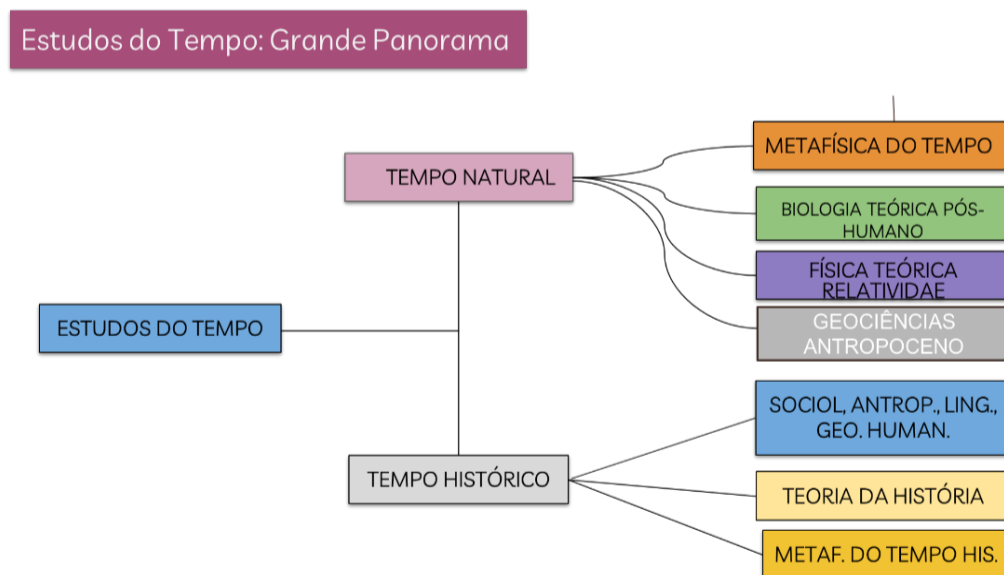 Estudos do Tempo: Grande Panorama
TEMPO NATURAL
METAFÍSICA DO TEMPO
BIOLOGIA TEÓRICA PÓS-
HUMANO
FÍSICA TEÓRICA
RELATIVIDAE
GEOCIÊNCIAS
ANTROPOCENO
ESTUDOS DO TEMPO
SOCIOL, ANTROP., LING.,
GEO. HUMAN.
TEMPO HISTÓRICO
TEORIA DA HISTÓRIA
METAF. DO TEMPO HIS.